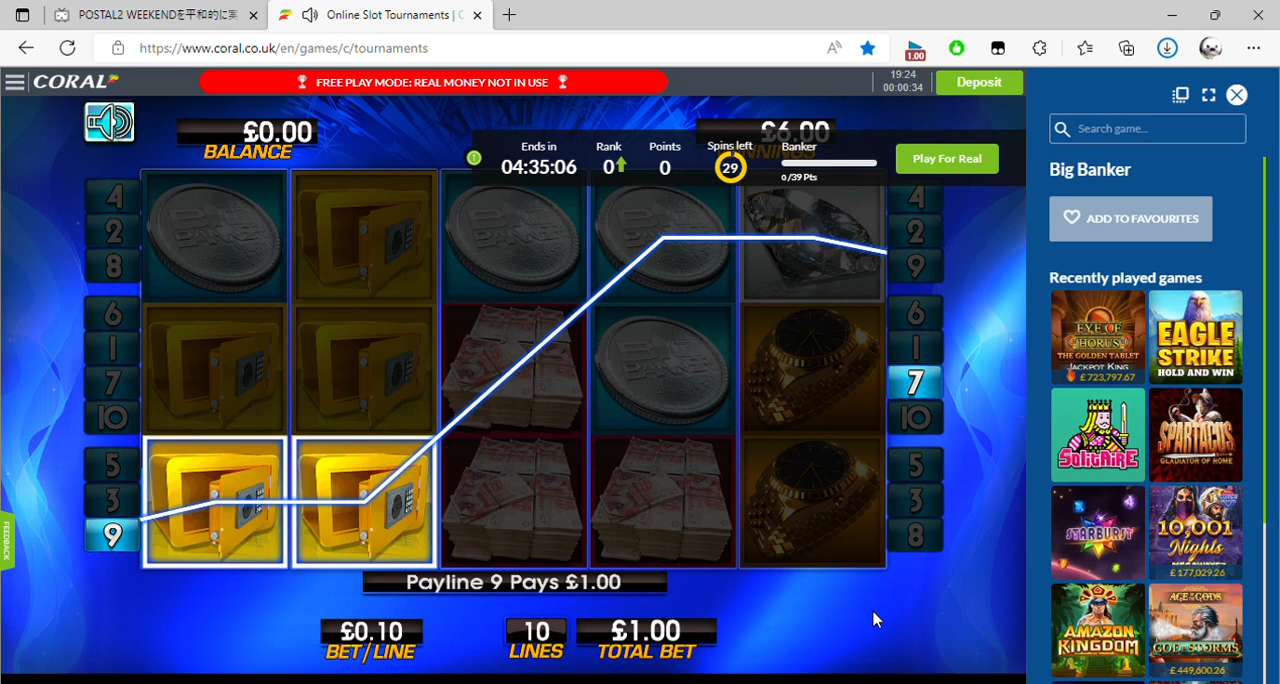 POSTAL2 WEEKENDを平和的に実
Online Slot Tournaments | C
https://www.coral.co.uk/en/games/c/tournaments
1.00
CORAL
FREE PLAY MODE: REAL MONEY NOT IN USE
19:24
00:00:34
Deposit
£0.00
BALANCE
£6.00
Ends in
04:35:06
Rank
0
Points
0
Spins left
29
Banker
0/39 Pts
Play For Real
4
2
8
6
1
7
10
5
3
9
4
2
9
6
1
7
10
5
3
8
Payline 9 Pays £1.00
£0.10
BET/LINE
10
LINES
£1.00
TOTAL BET
FEEDBACK
Search game...
Big Banker
ADD TO FAVOURITES
Recently played games
EYE OF HORUS
THE GOLDEN TABLET
JACKPOT KING
£723,797.67
EAGLE STRIKE
HOLD AND WIN
SOLITAIRE
SPARTACUS
GLADIATOR OF ROME
STARBURST
10,001 Nights
MEGAWAYS
£177,029.26
AMAZON KINGDOM
AGE OF THE GODS
GOD OF STORMS
£449,600.26